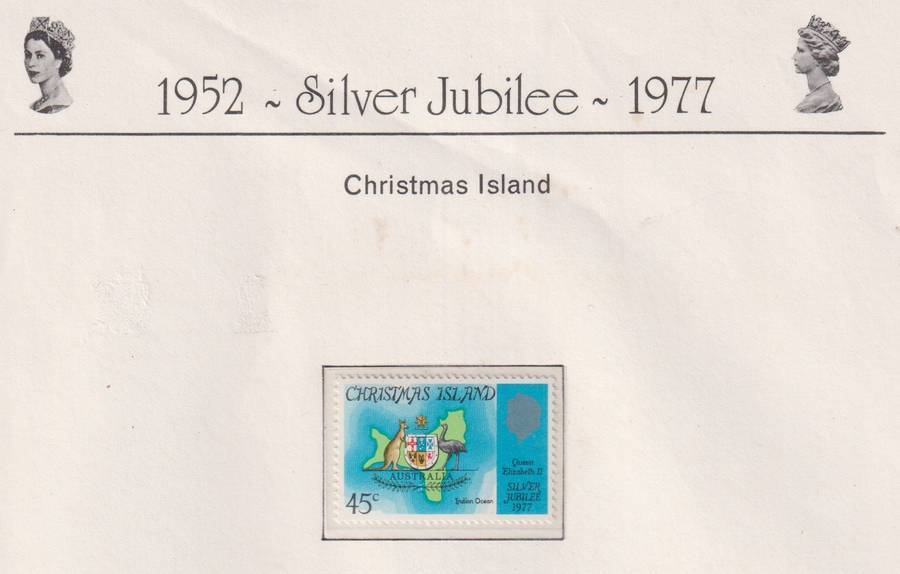 1952 ~ Silver Jubilee ~ 1977
Christmas Island
CHRISTMAS ISLAND
AUSTRALIA
45c
Indian Ocean
Queen
Elizabeth II
SILVER
JUBILEE
1977